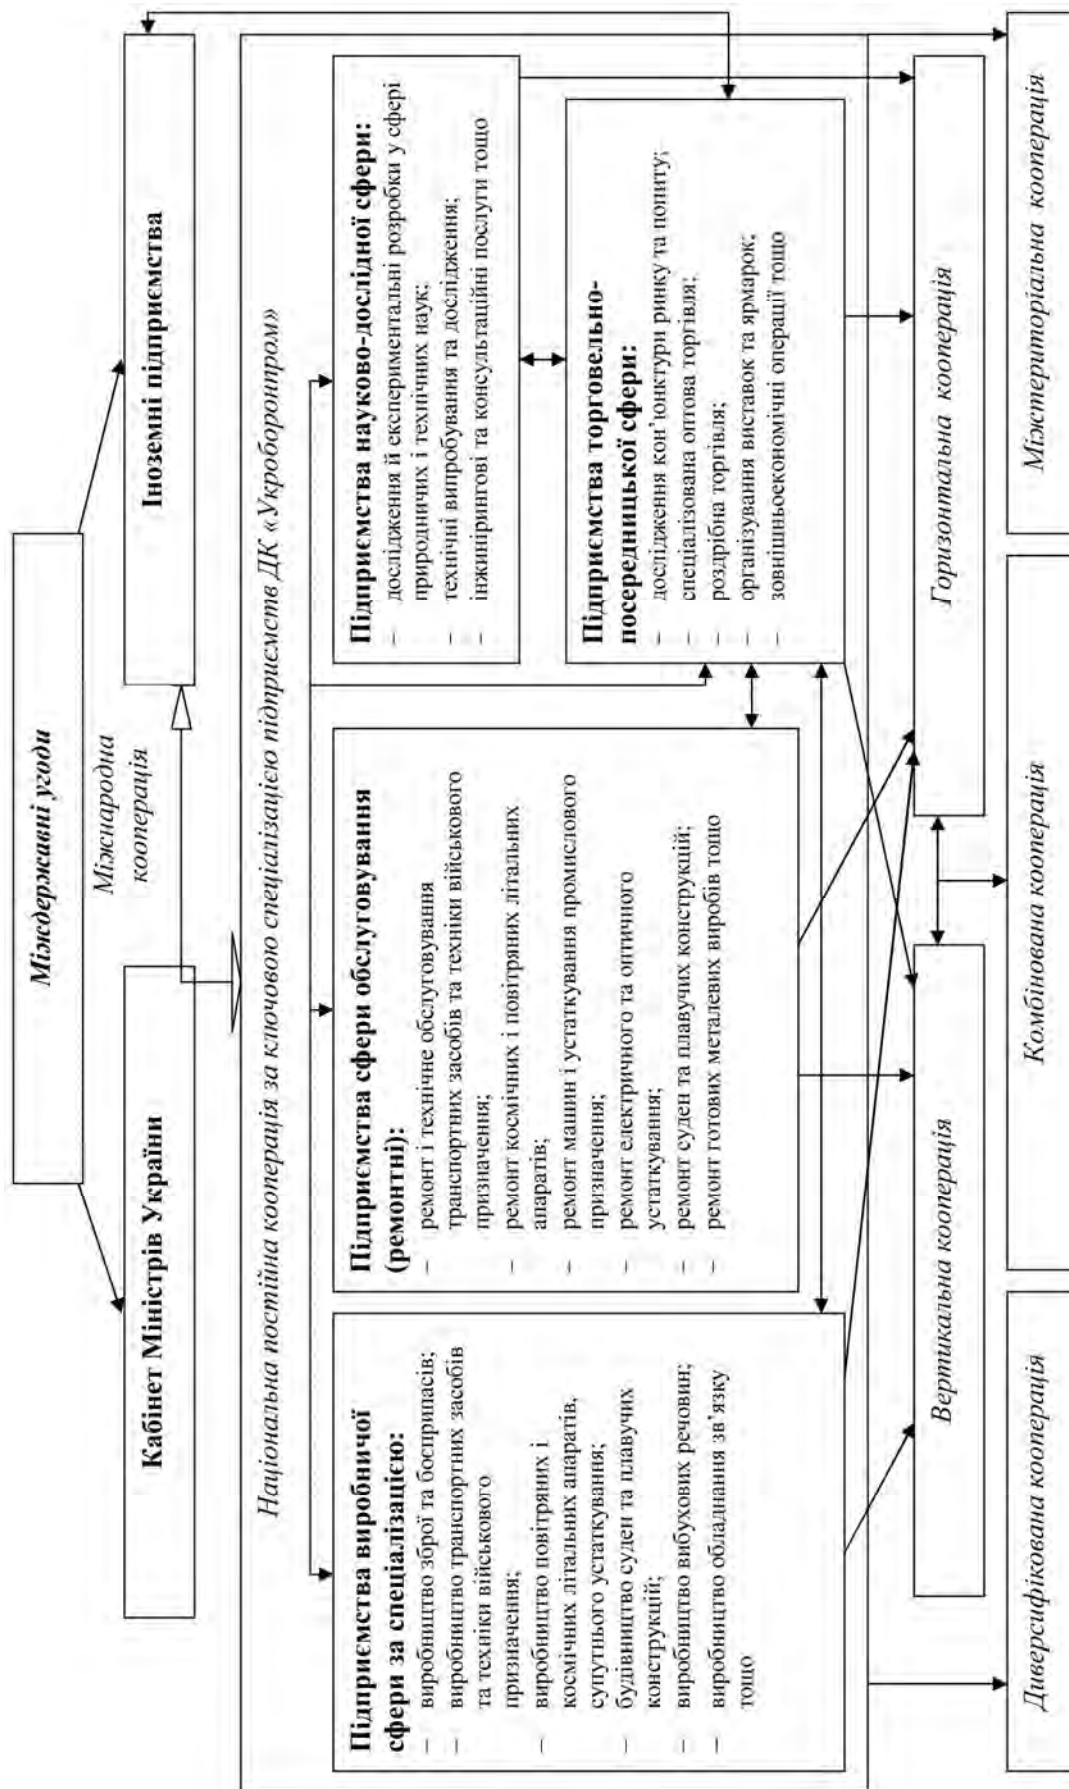 Міждержавні угоди
Кабінет Міністрів України
Міжнародна
кооперація
Іноземні підприємства
Національна постійна кооперація за ключовою спеціалізацією підприємств ДК «Укроборонпром»
Підприємства виробничої
сфери за спеціалізацією:
– виробництво зброї та боєприпасів;
– виробництво транспортних засобів
та техніки військового
призначення;
– виробництво повітряних і
космічних літальних апаратів,
супутнього устаткування;
– будівництво суден та плавучих
конструкцій;
– виробництво вибухових речовин;
– виробництво обладнання зв’язку
тощо
Підприємства сфери обслуговування
(ремонтні):
– ремонт і технічне обслуговування
транспортних засобів та техніки військового
призначення;
– ремонт космічних і повітряних літальних
апаратів;
– ремонт машин і устаткування промислового
призначення;
– ремонт електричного та оптичного
устаткування;
– ремонт суден та плавучих конструкцій;
– ремонт готових металевих виробів тощо
Підприємства науково-дослідної сфери:
– дослідження й експериментальні розробки у сфері
природничих і технічних наук;
– технічні випробування та дослідження;
– інжинірингові та консультаційні послуги тощо
Підприємства торговельно-
посередницької сфери:
– дослідження кон’юнктури ринку та попиту;
– спеціалізована оптова торгівля;
– роздрібна торгівля;
– організування виставок та ярмарок;
– зовнішньоекономічні операції тощо
Вертикальна кооперація
Горизонтальна кооперація
Диверсифікована кооперація
Комбінована кооперація
Міжтериторіальна кооперація